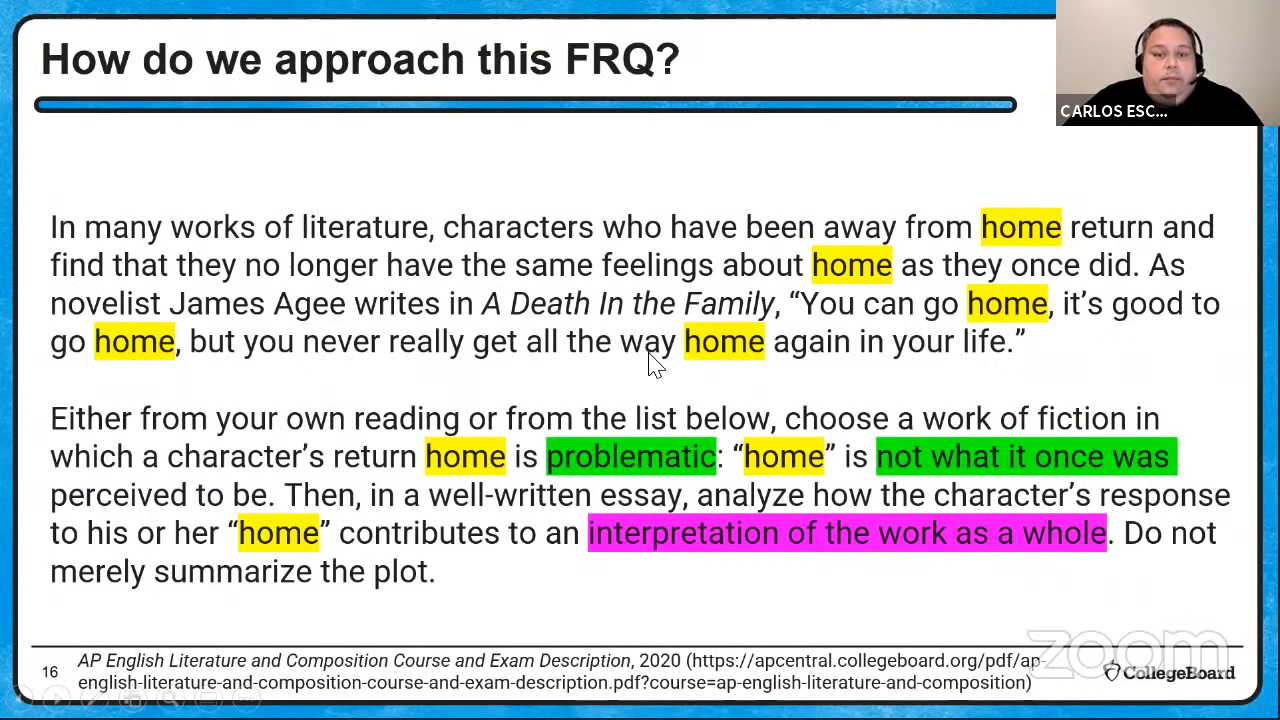 How do we approach this FRQ?
CARLOS ESC...
In many works of literature, characters who have been away from home return and
find that they no longer have the same feelings about home as they once did. As
novelist James Agee writes in A Death In the Family, “You can go home, it’s good to
go home, but you never really get all the way home again in your life.”
Either from your own reading or from the list below, choose a work of fiction in
which a character’s return home is problematic: “home” is not what it once was
perceived to be. Then, in a well-written essay, analyze how the character’s response
to his or her “home” contributes to an interpretation of the work as a whole. Do not
merely summarize the plot.
zoom
16
AP English Literature and Composition Course and Exam Description, 2020 (https://apcentral.collegeboard.org/pdf/ap-
english-literature-and-composition-course-and-exam-description.pdf?course=ap-english-literature-and-composition)
CollegeBoard